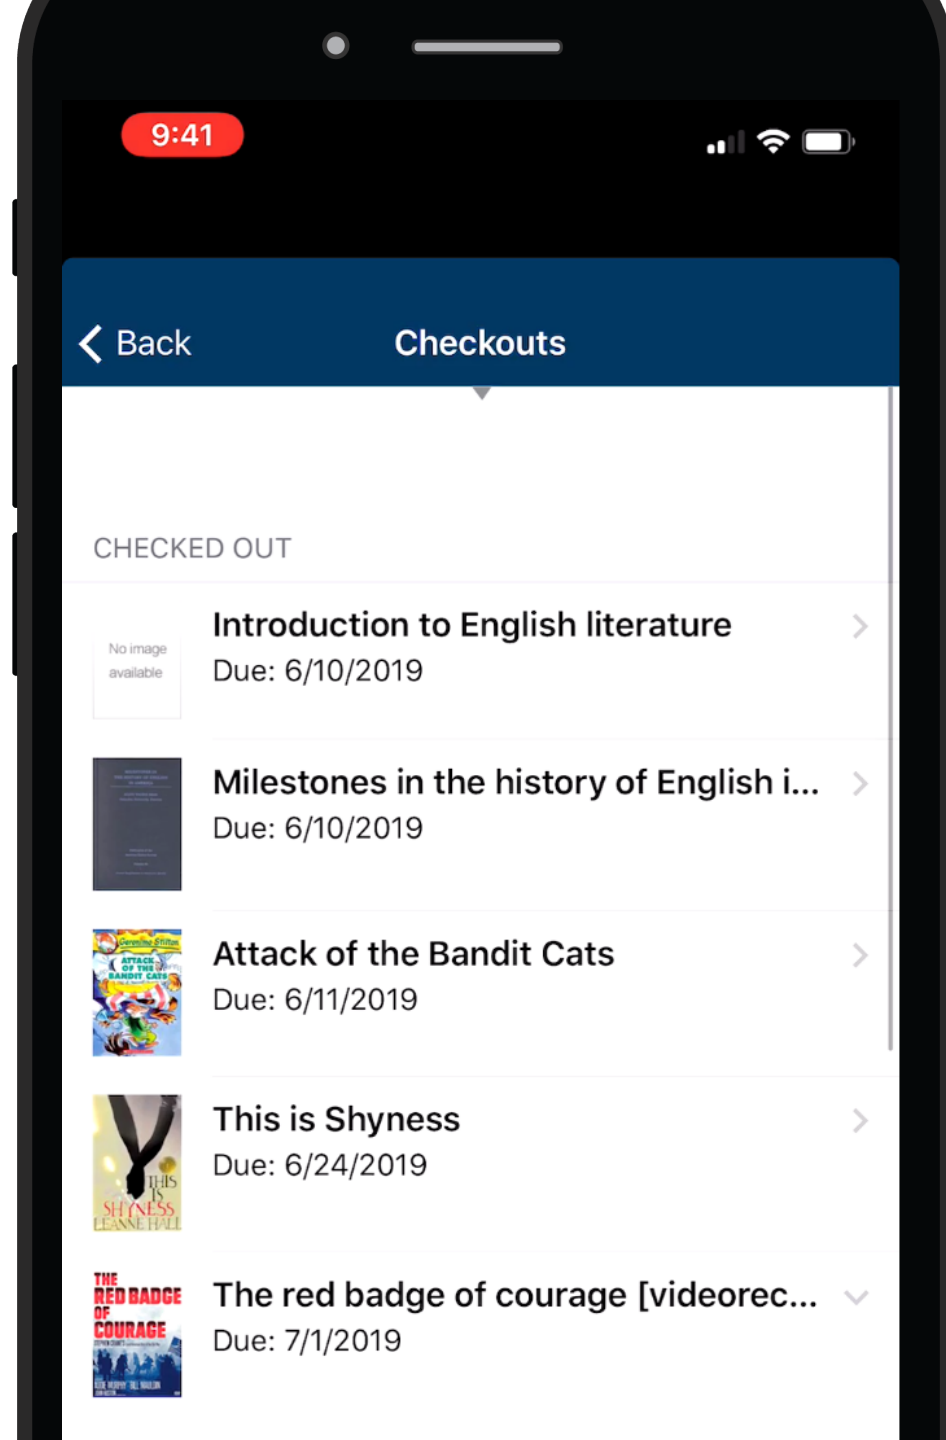 9:41
Back
Checkouts
CHECKED OUT
No image
available
Introduction to English literature
Due: 6/10/2019
Milestones in the history of English i...
Due: 6/10/2019
Geronimo Stilton
ATTACK
OF THE
BANDIT CATS
Attack of the Bandit Cats
Due: 6/11/2019
THIS
IS
SHYNESS
LEANNE HALL
This is Shyness
Due: 6/24/2019
THE
RED BADGE
OF
COURAGE
The red badge of courage [videorec...
Due: 7/1/2019